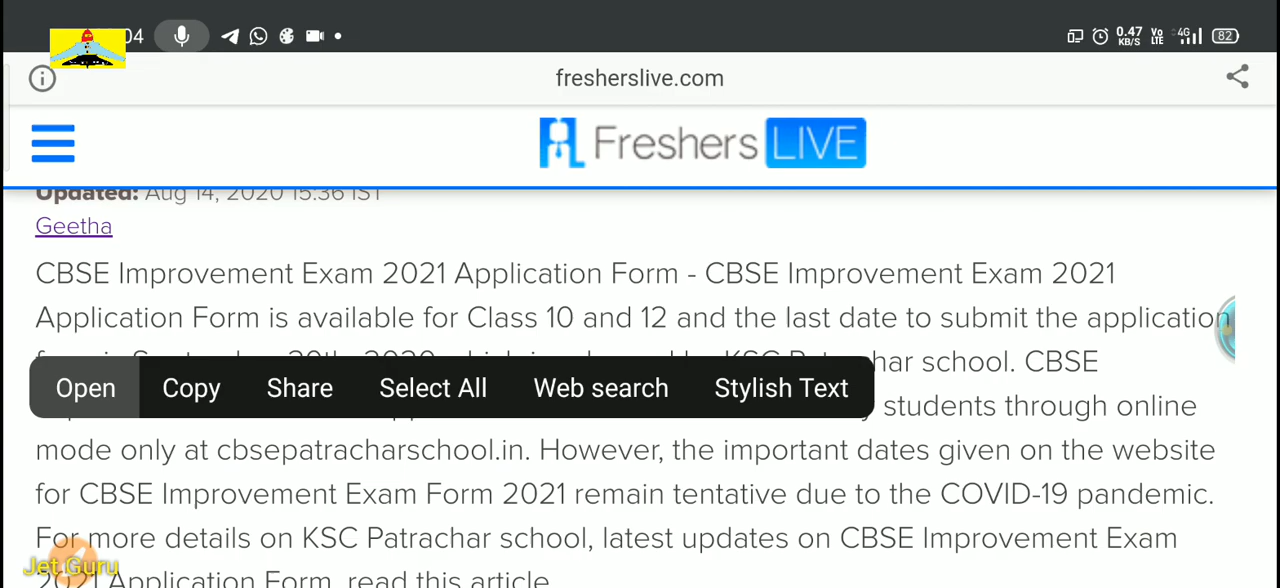 04
0.47 KB/S
Vo LTE
4G
82
fresherslive.com
Freshers LIVE
Updated: Aug 14, 2020 15:36 IST
Geetha
CBSE Improvement Exam 2021 Application Form - CBSE Improvement Exam 2021
Application Form is available for Class 10 and 12 and the last date to submit the application
har school. CBSE
Open Copy Share Select All Web search Stylish Text
students through online
mode only at cbsepatracharschool.in. However, the important dates given on the website
for CBSE Improvement Exam Form 2021 remain tentative due to the COVID-19 pandemic.
For more details on KSC Patrachar school, latest updates on CBSE Improvement Exam
Jet Guru
2021 Application Form, read this article.